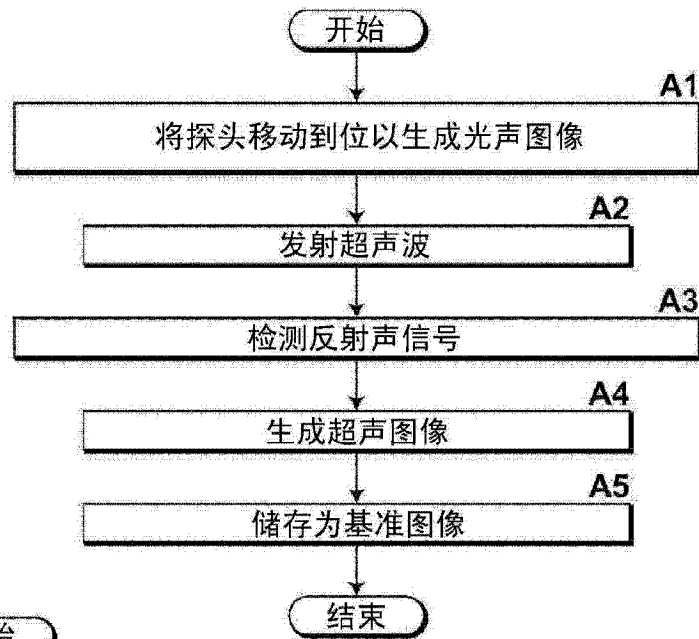 开始
A1
将探头移动到位以生成光声图像
A2
发射超声波
A3
检测反射声信号
A4
生成超声图像
A5
储存为基准图像
结束